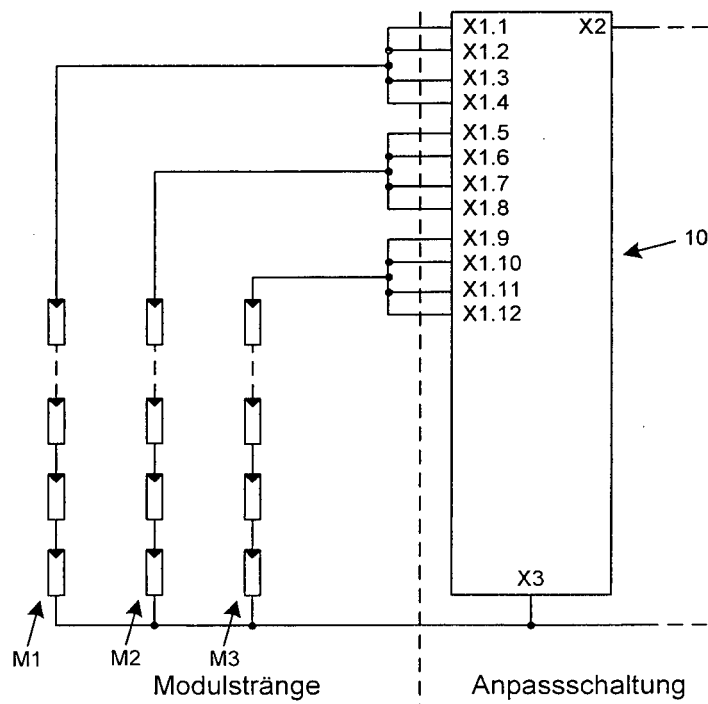 X1.1 X2
X1.2
X1.3
X1.4
X1.5
X1.6
X1.7
X1.8
X1.9
10
X1.10
X1.11
X1.12
X3
M1 M2 M3
Modulstränge Anpassschaltung